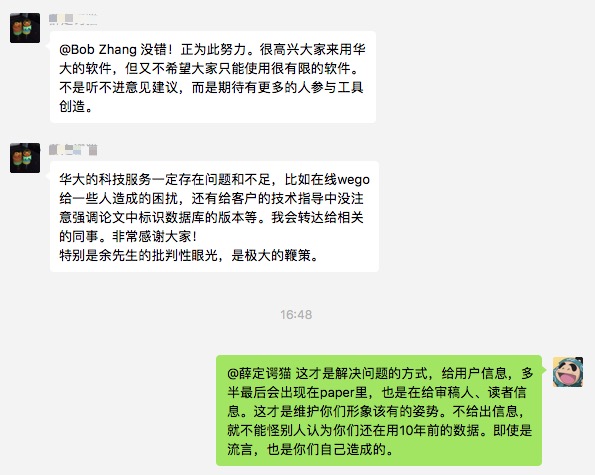 @Bob Zhang 没错！正为此努力。很高兴大家来用华
大的软件，但又不希望大家只能使用很有限的软件。
不是听不进意见建议，而是期待有更多的人参与工具
创造。
华大的科技服务一定存在问题和不足，比如在线wego
给一些人造成的困扰，还有给客户的技术指导中没注
意强调论文中标识数据库的版本等。我会转达给相关
的同事。非常感谢大家！
特别是余先生的批判性眼光，是极大的鞭策。
16:48
@薛定谔猫 这才是解决问题的方式，给用户信息，多
半最后会出现在paper里，也是在给审稿人、读者信
息。这才是维护你们形象该有的姿势。不给出信息，
就不能怪别人认为你们还在用10年前的数据。即使是
流言，也是你们自己造成的。